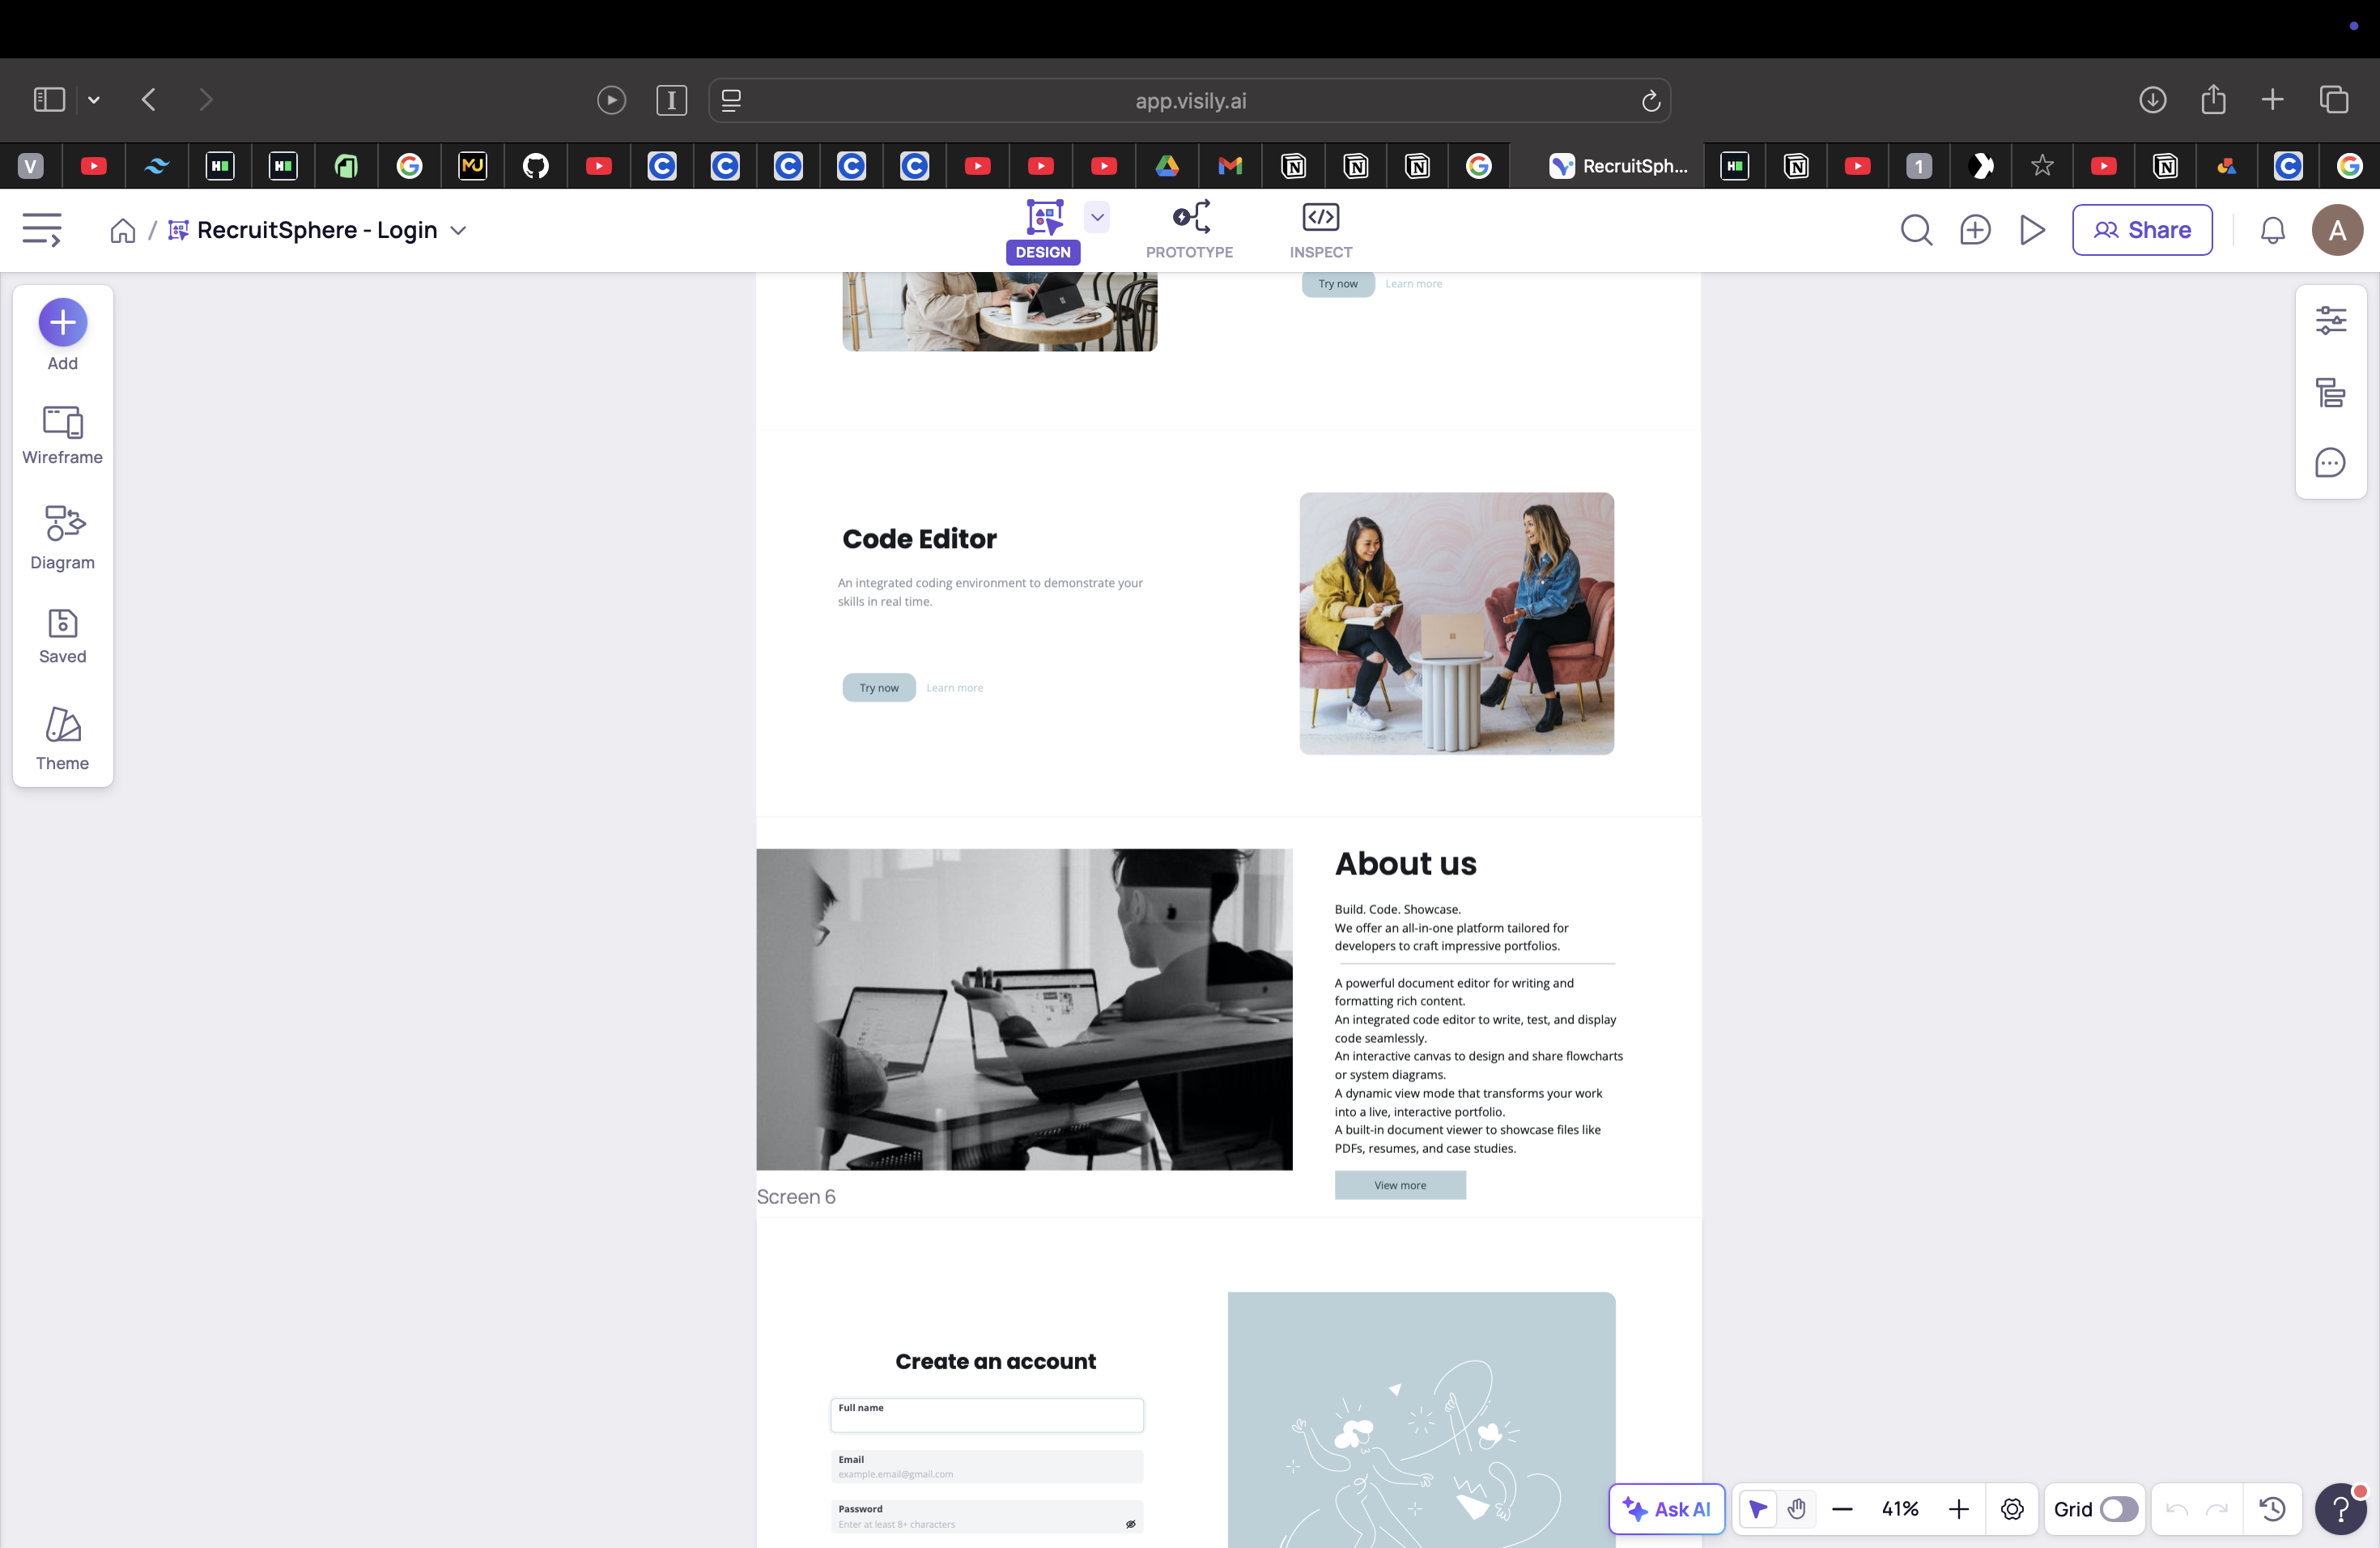 app.visily.ai
V
MU
RecruitSph...
1
/ RecruitSphere - Login
DESIGN
PROTOTYPE
INSPECT
Share
A
Add
Wireframe
Diagram
Saved
Theme
Try now Learn more
Code Editor
An integrated coding environment to demonstrate your
skills in real time.
Try now Learn more
About us
Build. Code. Showcase.
We offer an all-in-one platform tailored for
developers to craft impressive portfolios.
A powerful document editor for writing and
formatting rich content.
An integrated code editor to write, test, and display
code seamlessly.
An interactive canvas to design and share flowcharts
or system diagrams.
A dynamic view mode that transforms your work
into a live, interactive portfolio.
A built-in document viewer to showcase files like
PDFs, resumes, and case studies.
View more
Screen 6
Create an account
Full name
Email
example.email@gmail.com
Password
Enter at least 8+ characters
Ask AI
41%
Grid
?